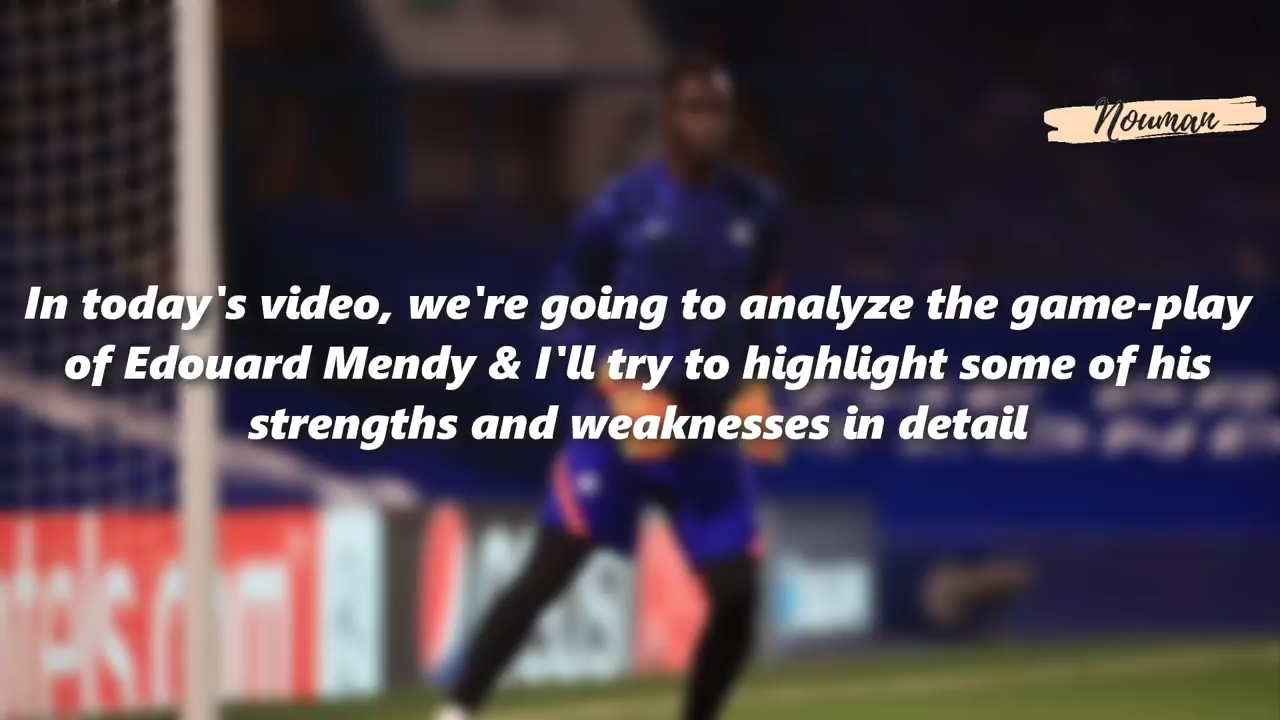 Nouman
In today's video, we're going to analyze the game-play
of Edouard Mendy & I'll try to highlight some of his
strengths and weaknesses in detail